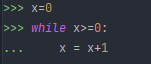 >>> x=0
>>> while x>=0:
...     x = x+1